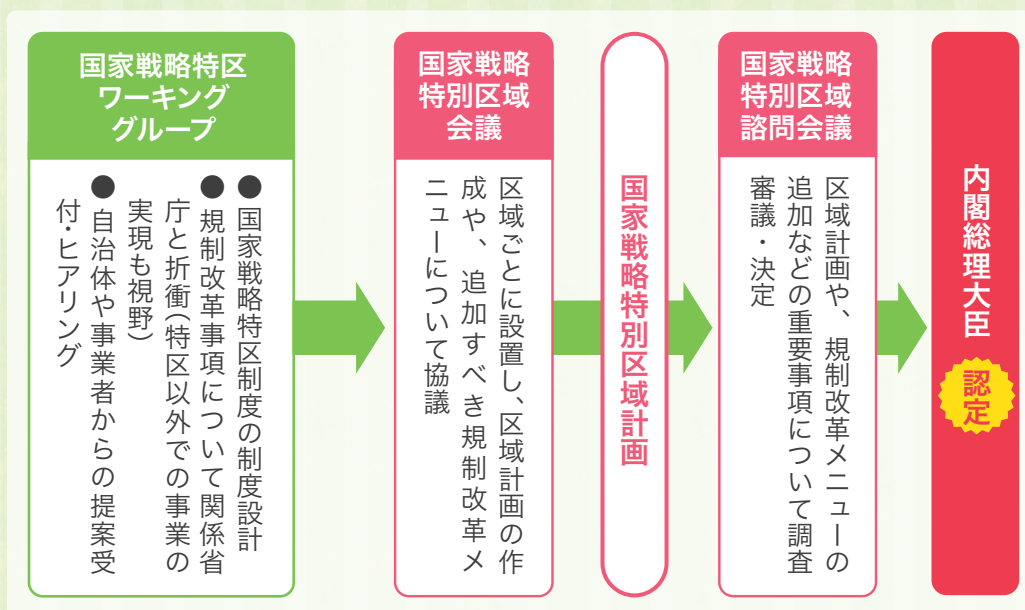 国家戦略特区
ワーキング
グループ
●国家戦略特区制度の制度設計
●規制改革事項について関係省
庁と折衝(特区以外での事業の
実現も視野)
●自治体や事業者からの提案受
付・ヒアリング
国家戦略
特別区域
会議
区域ごとに設置し、区域計画の作
成や、追加すべき規制改革メ
ニューについて協議
国家戦略特別区域計画
国家戦略
特別区域
諮問会議
区域計画や、規制改革メニューの
追加などの重要事項について調査
審議・決定
内閣総理大臣
認定